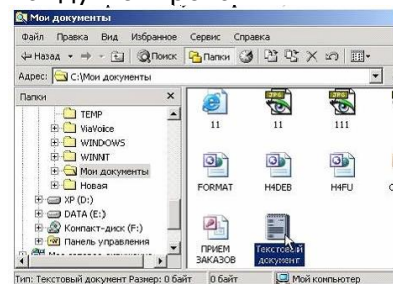 Мои документы
Файл Правка Вид Избранное Сервис Справка
Назад Поиск Папки
Адрес: C:\Мои документы
Папки
TEMP
ViaVoice
WINDOWS
WINNT
Мои документы
Новая
XP (D:)
DATA (E:)
Компакт-диск (F:)
Панель управления
11 11 111
FORMAT H4DEB H4FU
ПРИЕМ ЗАКАЗОВ
Текстовый документ
Тип: Текстовый документ Размер: 0 байт 0 байт Мой компьютер